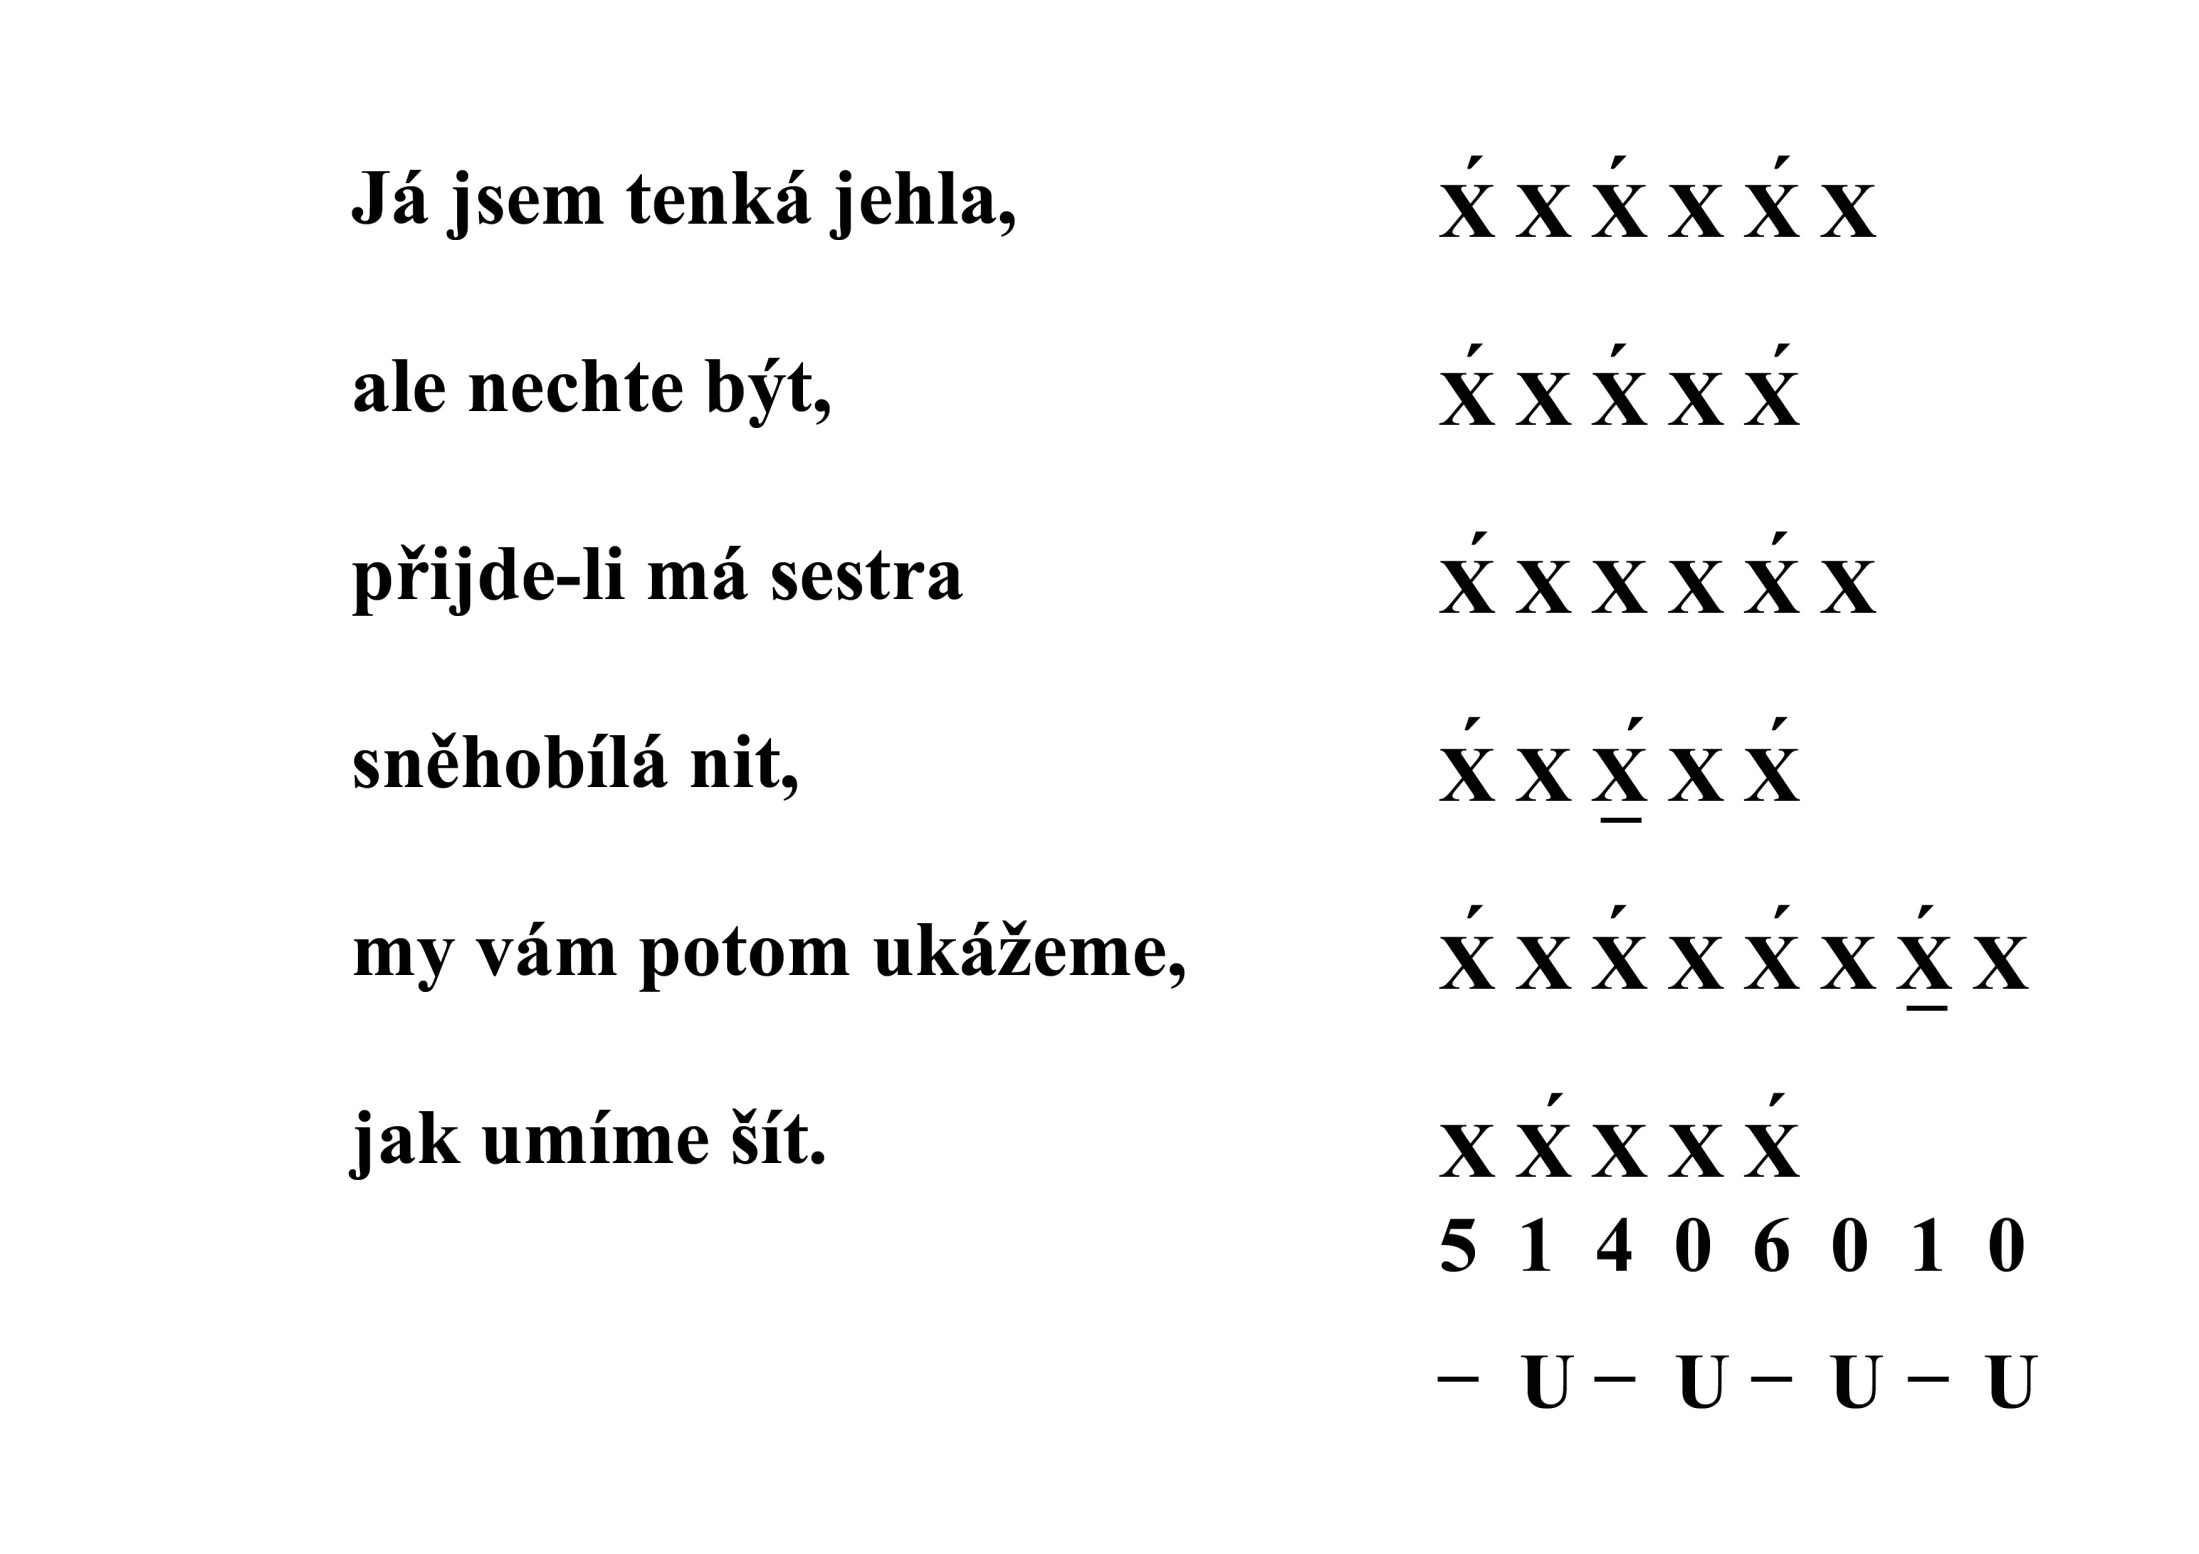 Já jsem tenká jehla, x́ x x́ x x́ x
ale nechte být, x́ x x́ x x́
přijde-li má sestra x́ x x x x́ x
sněhobílá nit, x́ x x̱́ x x́
my vám potom ukážeme, x́ x x́ x x́ x x̱́ x
jak umíme šít. x x́ x x x́
5 1 4 0 6 0 1 0
– U – U – U – U